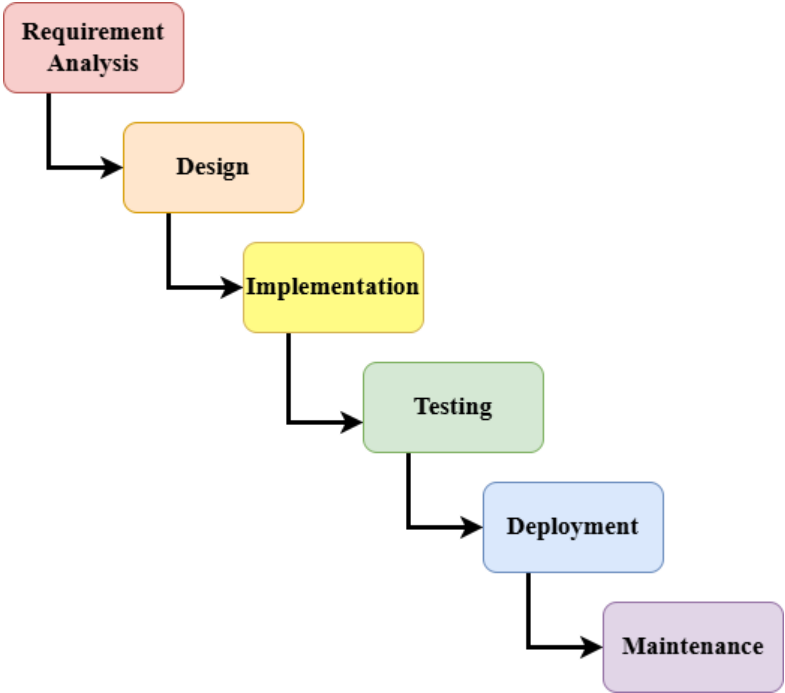 Requirement
Analysis
Design
Implementation
Testing
Deployment
Maintenance